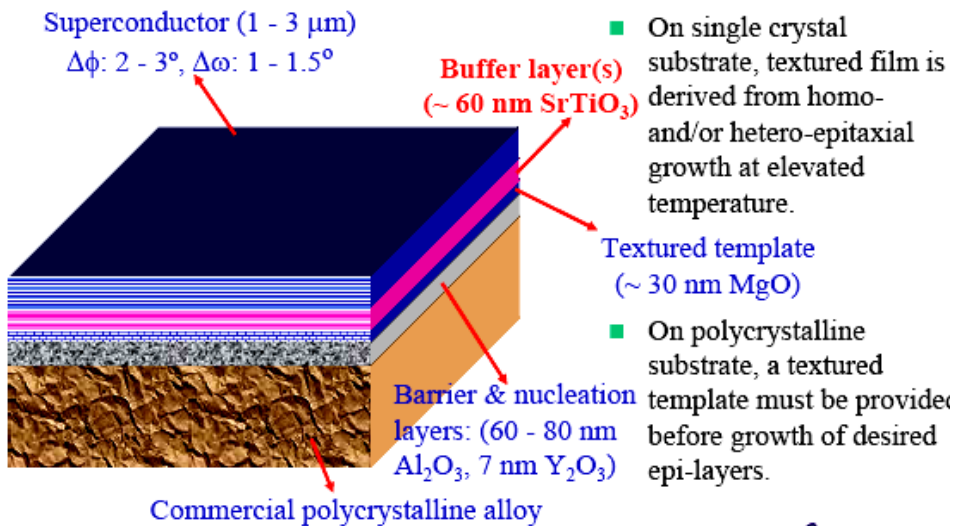 Superconductor (1 - 3 μm)
Δϕ: 2 - 3º, Δω: 1 - 1.5º
Buffer layer(s)
(~ 60 nm SrTiO₃)
Textured template
(~ 30 nm MgO)
Barrier & nucleation
layers: (60 - 80 nm
Al₂O₃, 7 nm Y₂O₃)
Commercial polycrystalline alloy
On single crystal
substrate, textured film is
derived from homo-
and/or hetero-epitaxial
growth at elevated
temperature.
On polycrystalline
substrate, a textured
template must be provided
before growth of desired
epi-layers.